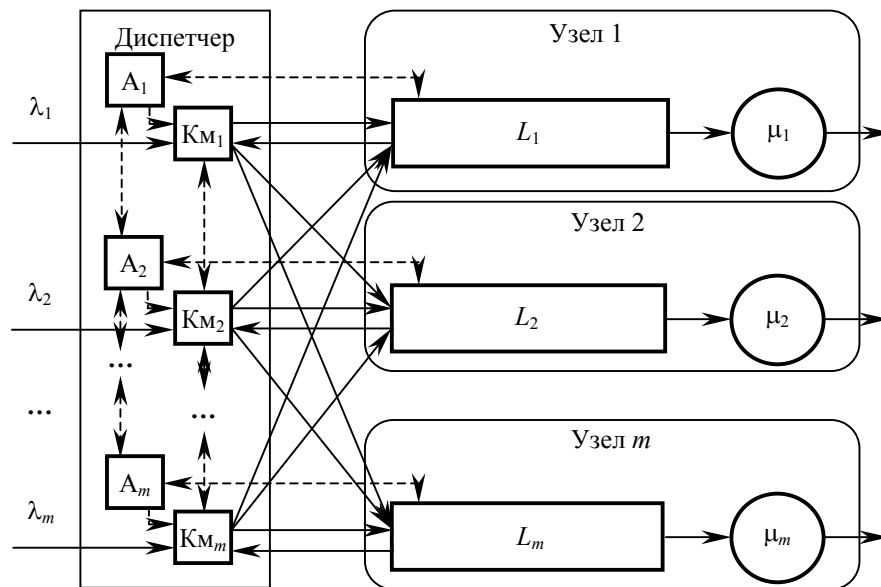 Узел 1
Диспетчер
A₁
λ₁
Км₁
L₁
μ₁
Узел 2
A₂
λ₂
Км₂
L₂
μ₂
...
...
...
Узел m
Aₘ
λₘ
Кмₘ
Lₘ
μₘ